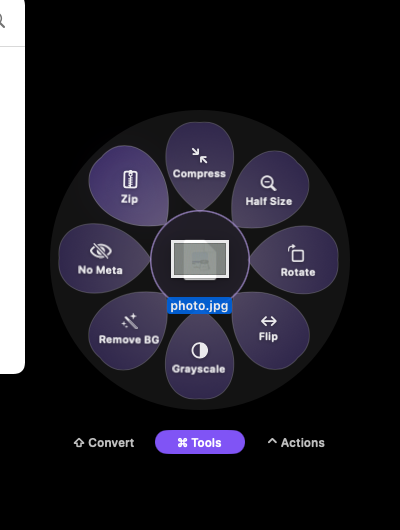 Compress
Zip
Half Size
No Meta
Rotate
photo.jpg
Remove BG
Flip
Grayscale
⇧ Convert
⌘ Tools
⌃ Actions